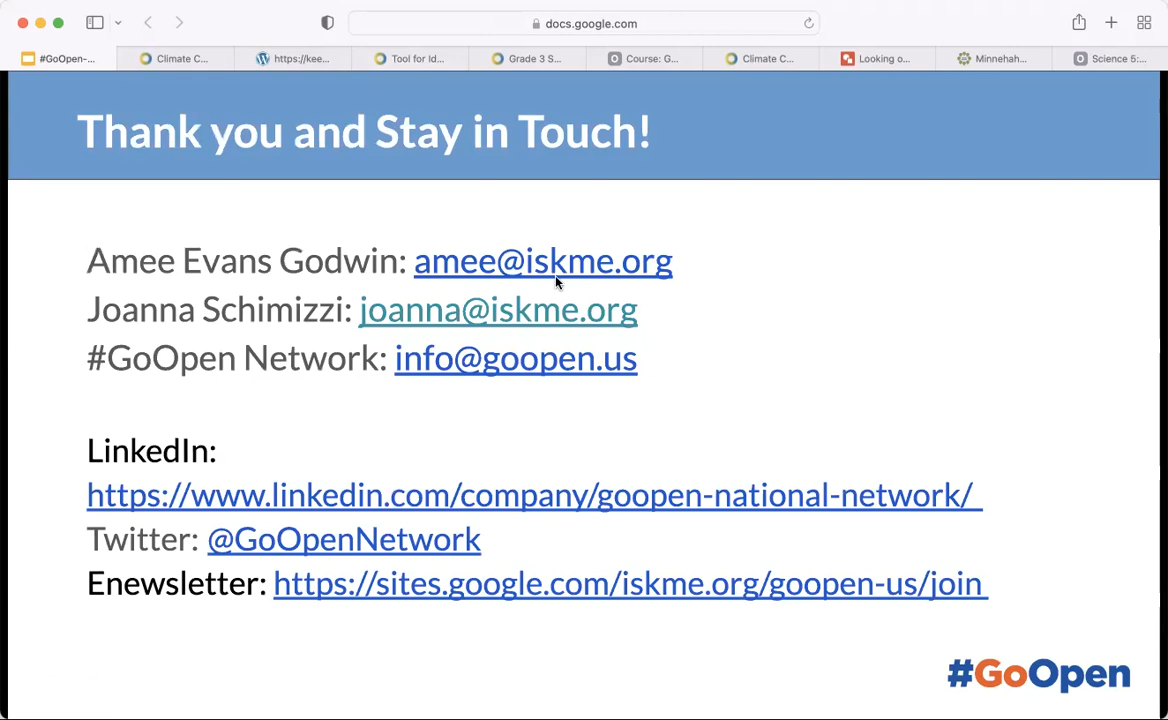 docs.google.com
#GoOpen-...
Climate C...
https://kee...
Tool for Id...
Grade 3 S...
Course: G...
Climate C...
Looking o...
Minnehah...
Science 5:...
Thank you and Stay in Touch!
Amee Evans Godwin: amee@iskme.org
Joanna Schimizzi: joanna@iskme.org
#GoOpen Network: info@goopen.us
LinkedIn:
https://www.linkedin.com/company/goopen-national-network/
Twitter: @GoOpenNetwork
Enewsletter: https://sites.google.com/iskme.org/goopen-us/join
#GoOpen